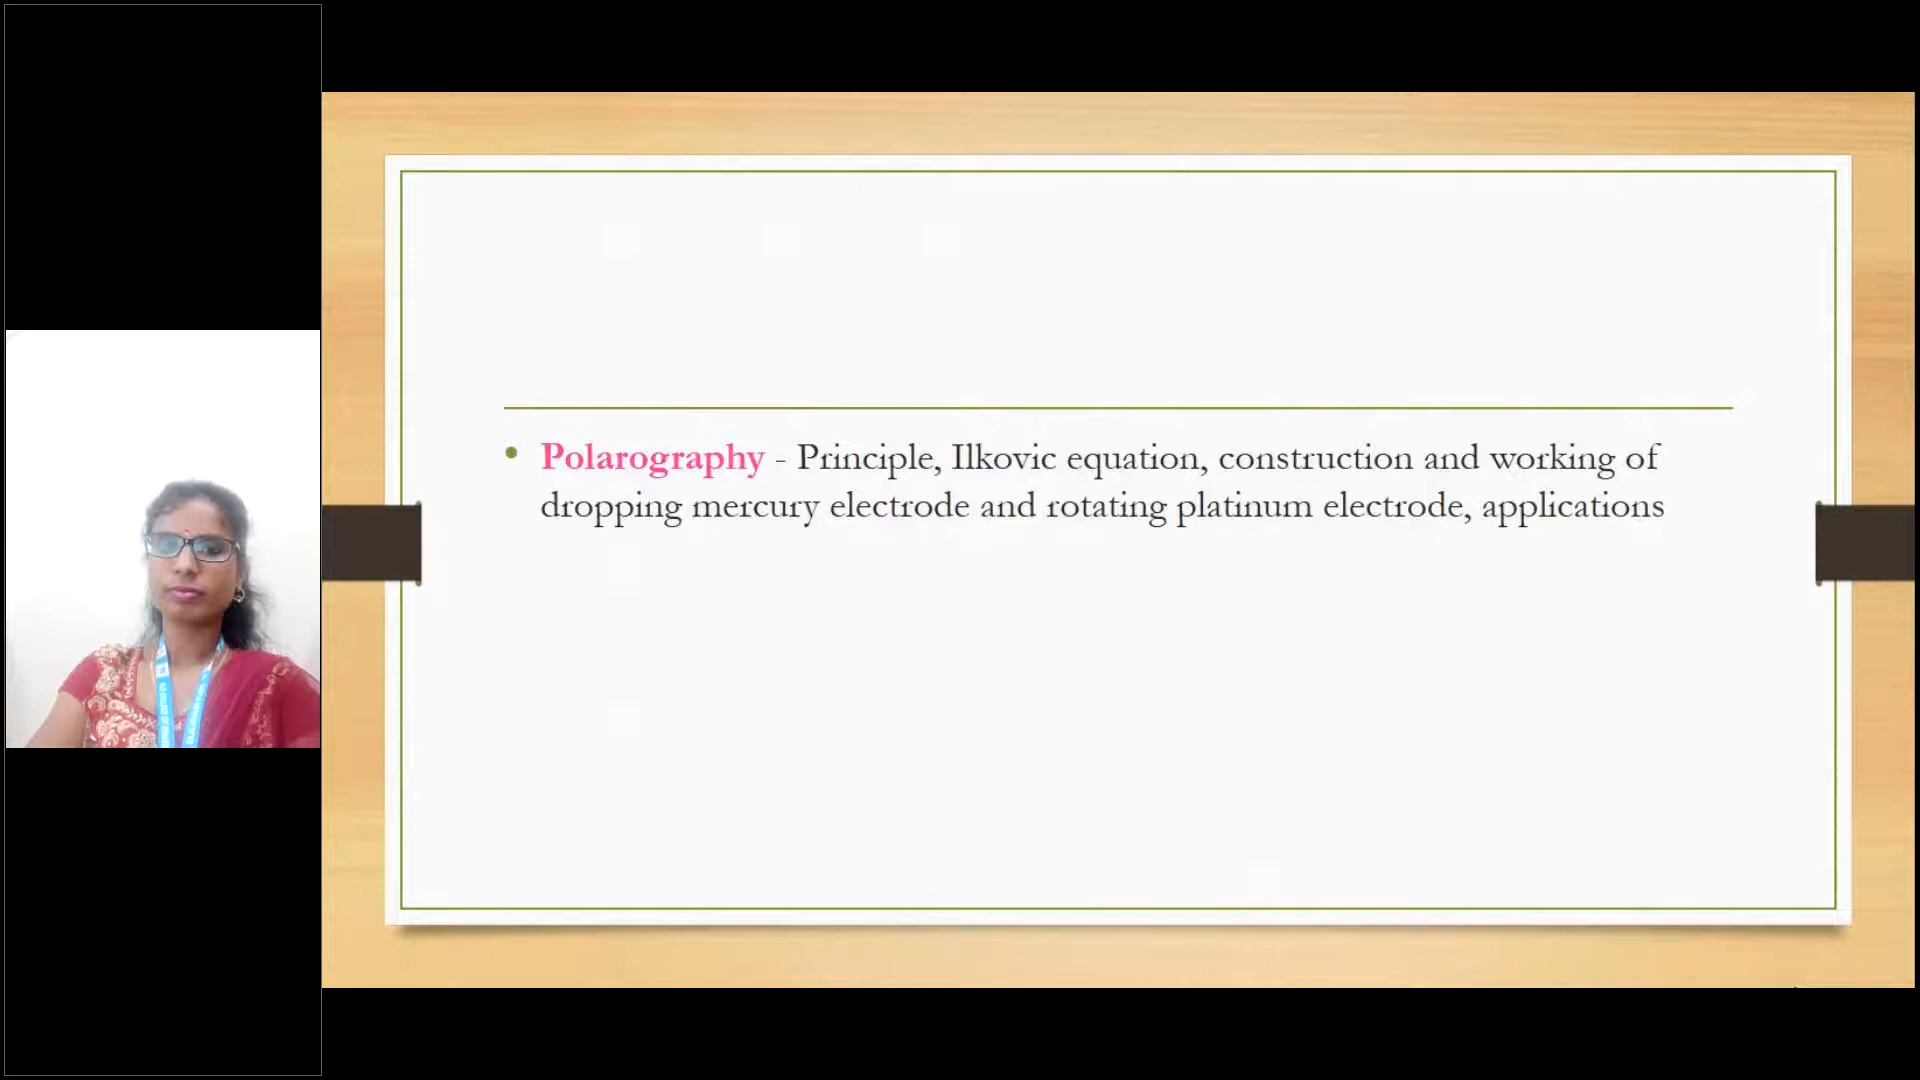 • Polarography - Principle, Ilkovic equation, construction and working of
dropping mercury electrode and rotating platinum electrode, applications